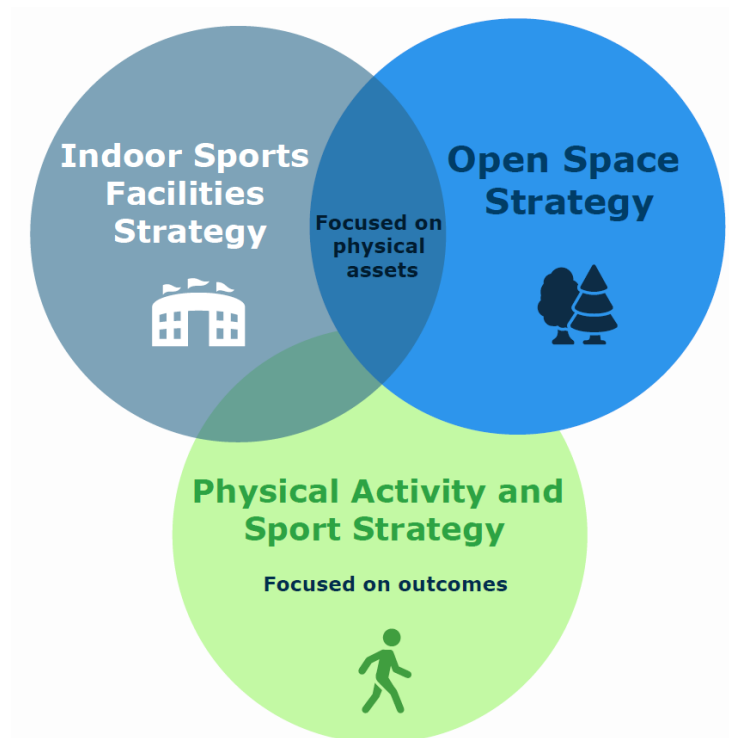 Indoor Sports
Facilities
Strategy
Open Space
Strategy
Focused on
physical
assets
Physical Activity and
Sport Strategy
Focused on outcomes